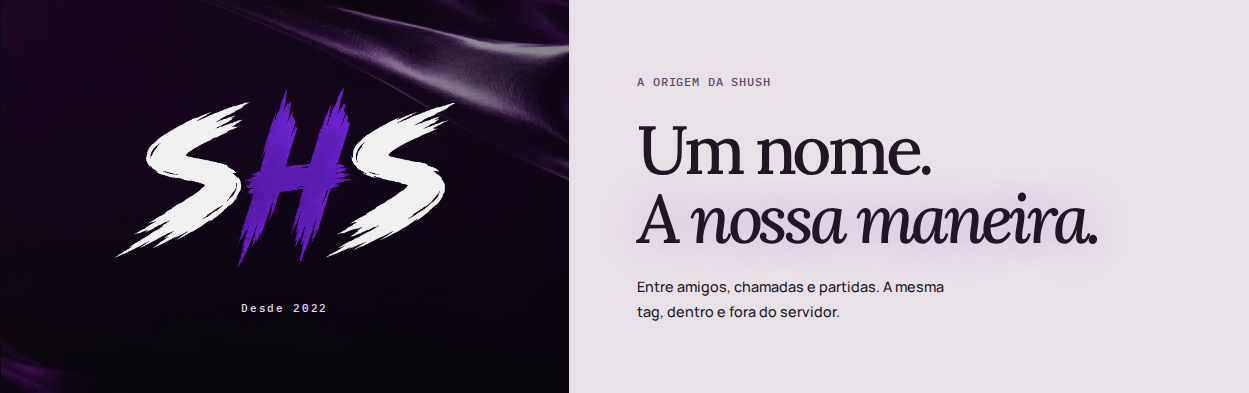 SHS
Desde 2022
A ORIGEM DA SHUSH
Um nome.
A nossa maneira.
Entre amigos, chamadas e partidas. A mesma
tag, dentro e fora do servidor.